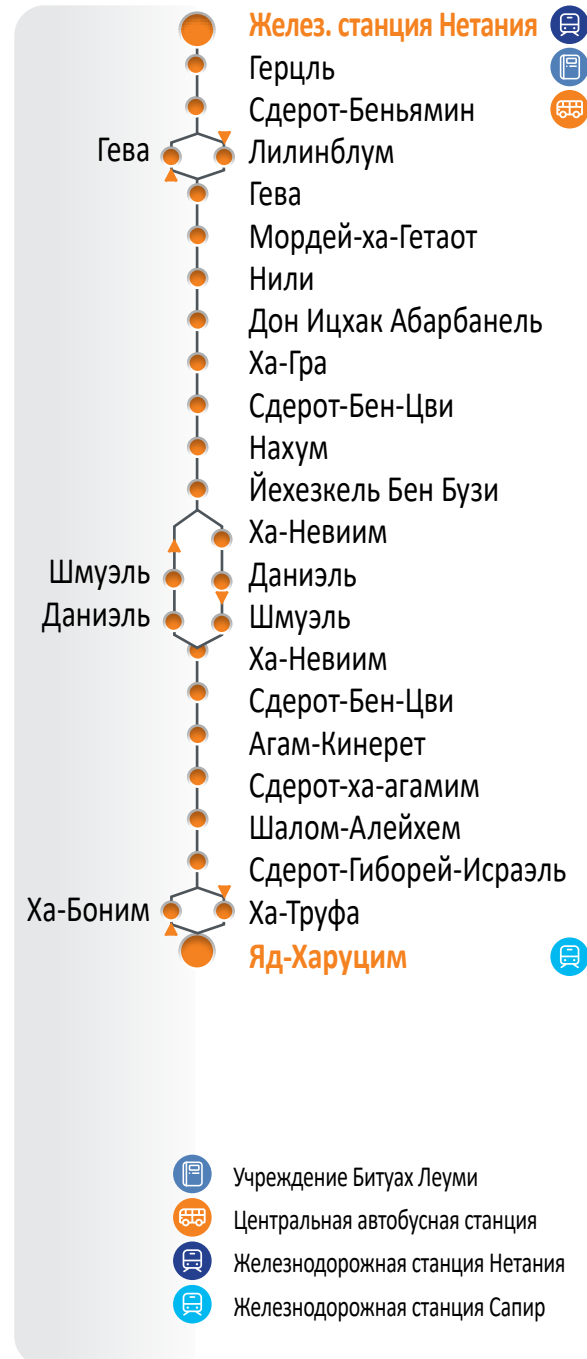 Желез. станция Нетания
Герцль
Сдерот-Беньямин
Гева
Лилинблум
Гева
Мордей-ха-Гетаот
Нили
Дон Ицхак Абарбанель
Ха-Гра
Сдерот-Бен-Цви
Нахум
Йехезкель Бен Бузи
Ха-Невиим
Шмуэль
Даниэль
Даниэль
Шмуэль
Ха-Невиим
Сдерот-Бен-Цви
Агам-Кинерет
Сдерот-ха-агамим
Шалом-Алейхем
Сдерот-Гиборей-Исраэль
Ха-Боним
Ха-Труфа
Яд-Харуцим
Учреждение Битуах Леуми
Центральная автобусная станция
Железнодорожная станция Нетания
Железнодорожная станция Сапир